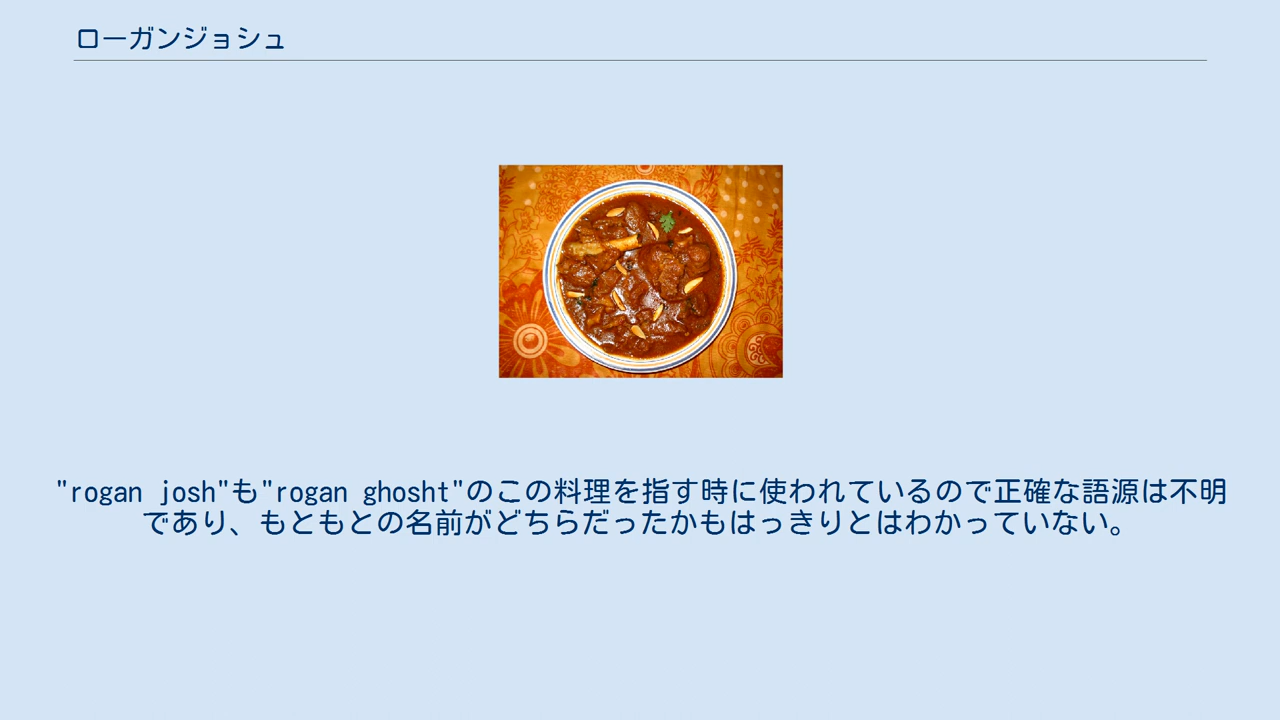 ローガンジョシュ
"rogan josh"も"rogan ghosht"のこの料理を指す時に使われているので正確な語源は不明
であり、もともとの名前がどちらだったかもはっきりとはわかっていない。